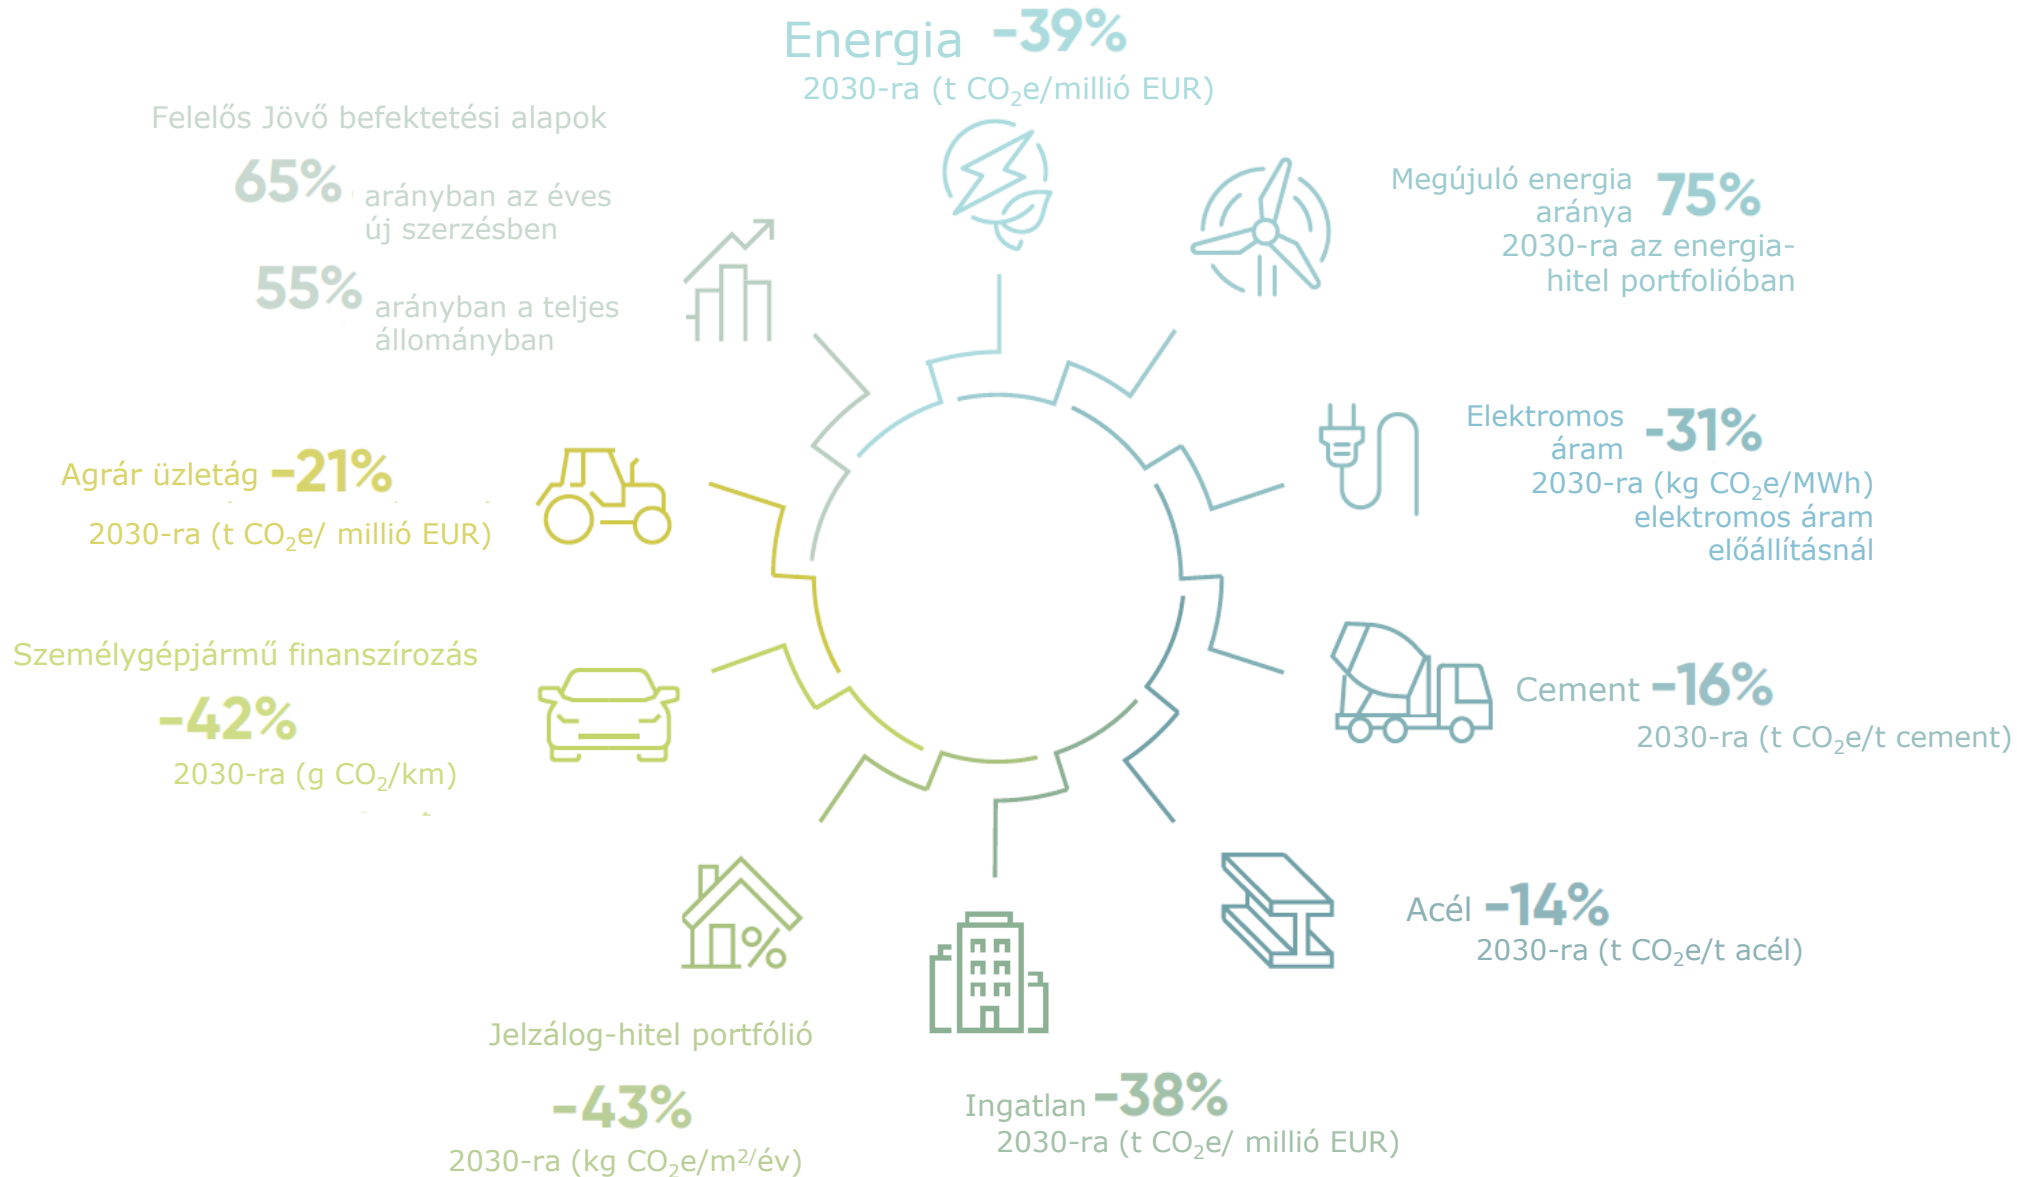 Energia -39%
2030-ra (t CO₂e/millió EUR)
Megújuló energia
aránya 75%
2030-ra az energia-
hitel portfolióban
Elektromos
áram -31%
2030-ra (kg CO₂e/MWh)
elektromos áram
előállításnál
Cement -16%
2030-ra (t CO₂e/t cement)
Acél -14%
2030-ra (t CO₂e/t acél)
Ingatlan -38%
2030-ra (t CO₂e/ millió EUR)
Jelzálog-hitel portfólió
-43%
2030-ra (kg CO₂e/m²/év)
Személygépjármű finanszírozás
-42%
2030-ra (g CO₂/km)
Agrár üzletág -21%
2030-ra (t CO₂e/ millió EUR)
Felelős Jövő befektetési alapok
65% arányban az éves
új szerzésben
55% arányban a teljes
állományban
%